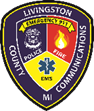 LIVINGSTON
EMERGENCY 911
POLICE
FIRE
EMS
COUNTY
COMMUNICATIONS
MI